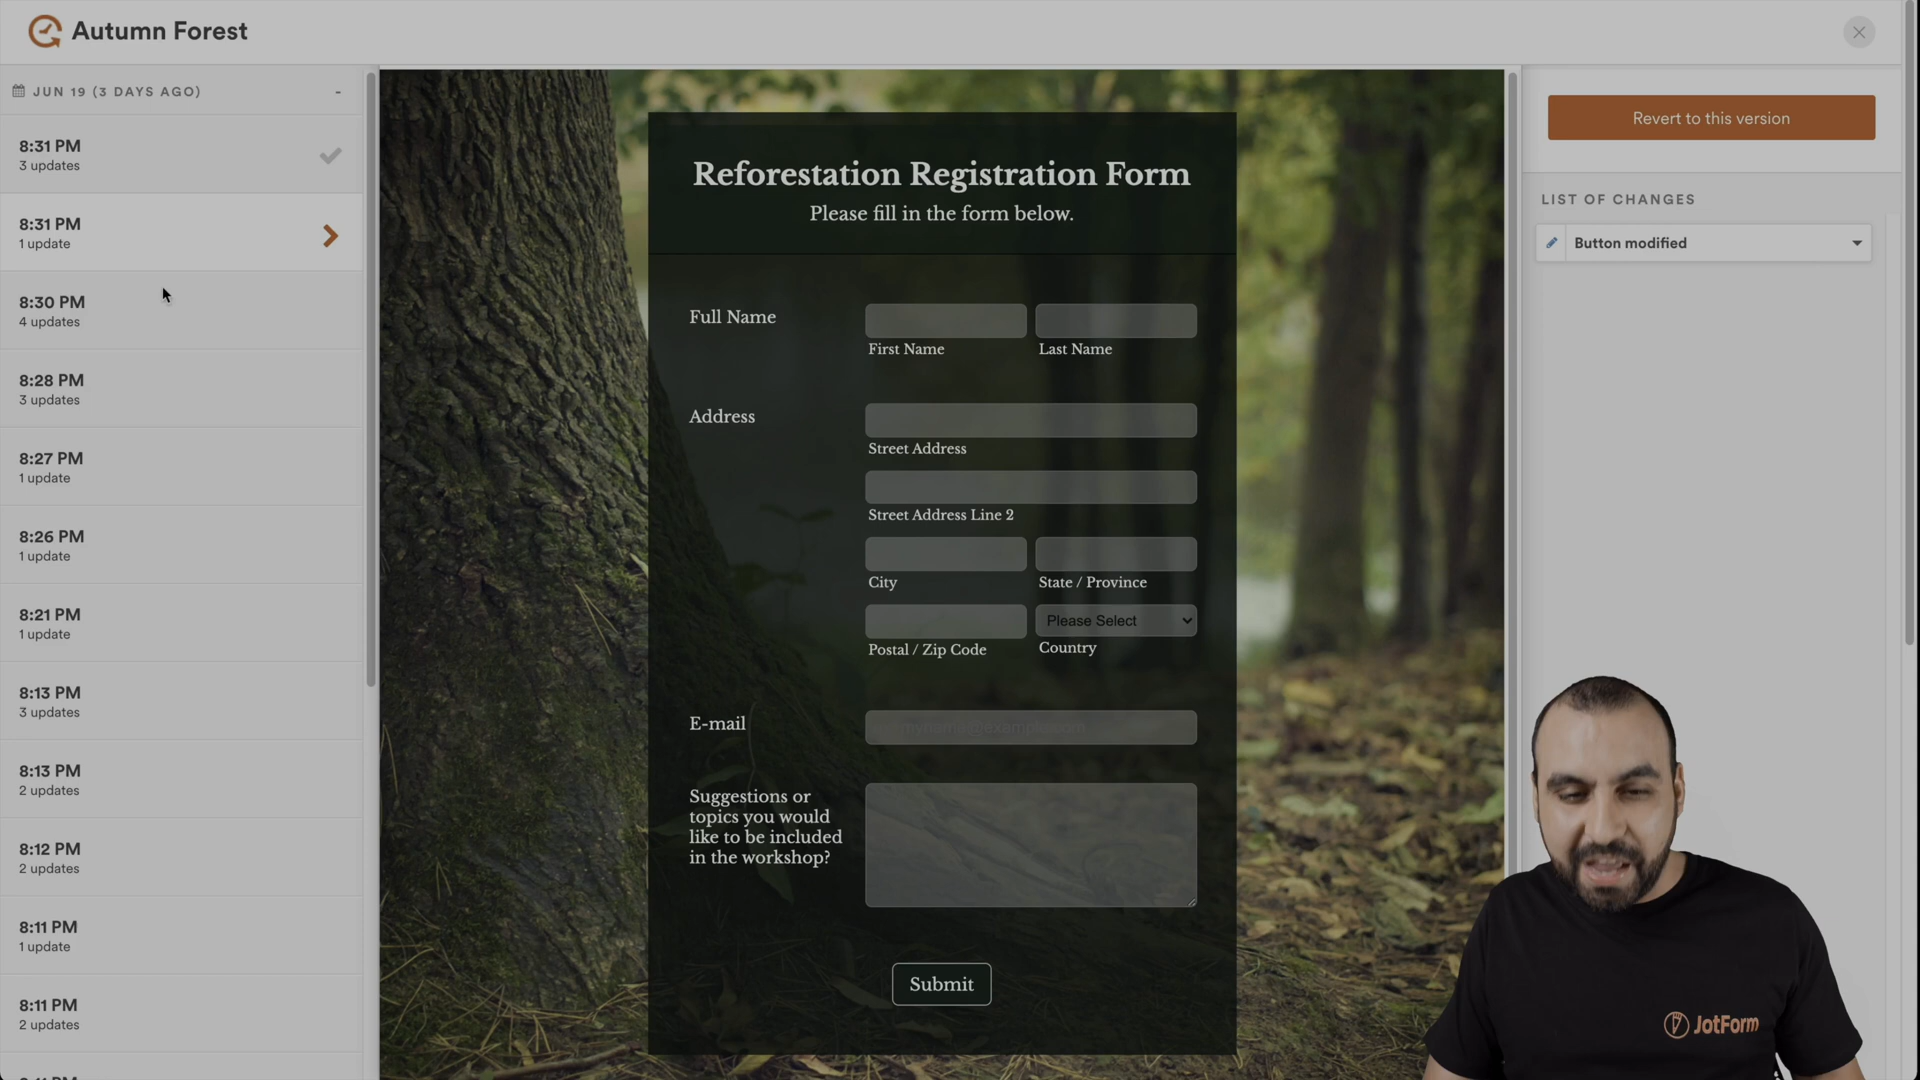 Autumn Forest
JUN 19 (3 DAYS AGO)
-
8:31 PM
3 updates
8:31 PM
1 update
8:30 PM
4 updates
8:28 PM
3 updates
8:27 PM
1 update
8:26 PM
1 update
8:21 PM
1 update
8:13 PM
3 updates
8:13 PM
2 updates
8:12 PM
2 updates
8:11 PM
1 update
8:11 PM
2 updates
Reforestation Registration Form
Please fill in the form below.
Full Name
First Name
Last Name
Address
Street Address
Street Address Line 2
City
State / Province
Please Select
Postal / Zip Code
Country
E-mail
myname@example.com
Suggestions or
topics you would
like to be included
in the workshop?
Submit
Revert to this version
LIST OF CHANGES
Button modified
JotForm